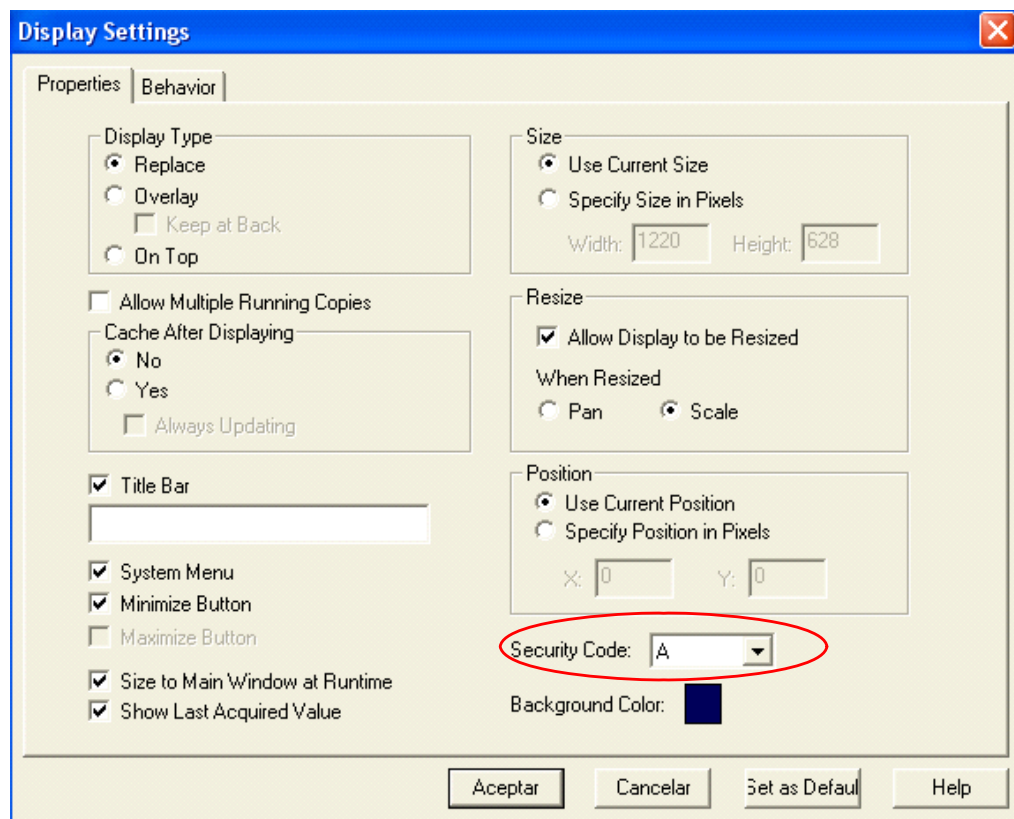 Display Settings
Properties
Behavior
Display Type
Replace
Overlay
Keep at Back
On Top
Allow Multiple Running Copies
Cache After Displaying
No
Yes
Always Updating
Title Bar
System Menu
Minimize Button
Maximize Button
Size to Main Window at Runtime
Show Last Acquired Value
Size
Use Current Size
Specify Size in Pixels
Width: 1220 Height: 628
Resize
Allow Display to be Resized
When Resized
Pan Scale
Position
Use Current Position
Specify Position in Pixels
X: 0 Y: 0
Security Code: A
Background Color:
Aceptar Cancelar Set as Defaul Help